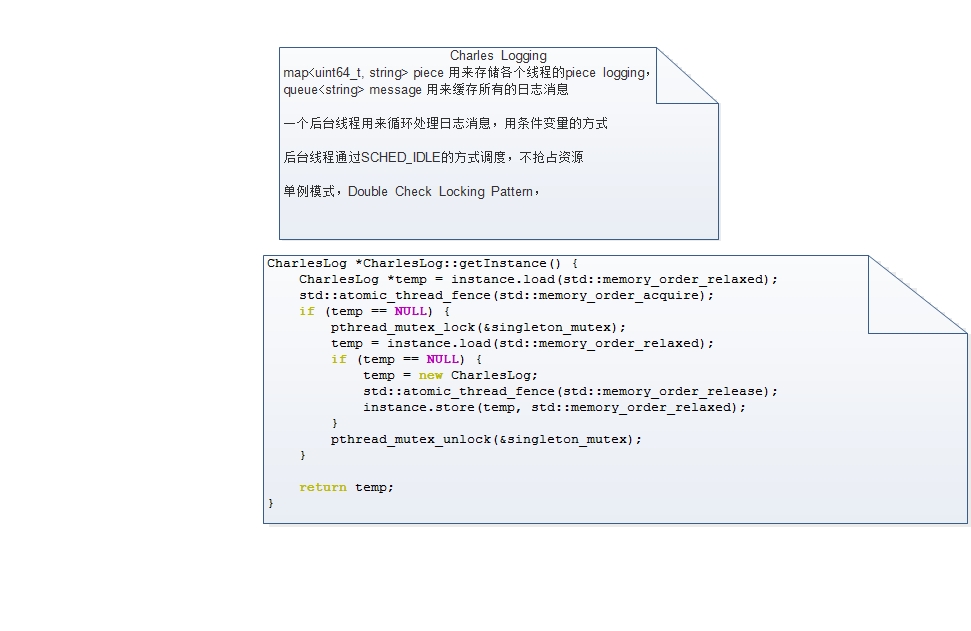 Charles Logging
map<uint64_t, string> piece 用来存储各个线程的piece logging，
queue<string> message 用来缓存所有的日志消息
一个后台线程用来循环处理日志消息，用条件变量的方式
后台线程通过SCHED_IDLE的方式调度，不抢占资源
单例模式，Double Check Locking Pattern，
CharlesLog *CharlesLog::getInstance() {
    CharlesLog *temp = instance.load(std::memory_order_relaxed);
    std::atomic_thread_fence(std::memory_order_acquire);
    if (temp == NULL) {
        pthread_mutex_lock(&singleton_mutex);
        temp = instance.load(std::memory_order_relaxed);
        if (temp == NULL) {
            temp = new CharlesLog;
            std::atomic_thread_fence(std::memory_order_release);
            instance.store(temp, std::memory_order_relaxed);
        }
        pthread_mutex_unlock(&singleton_mutex);
    }
    return temp;
}